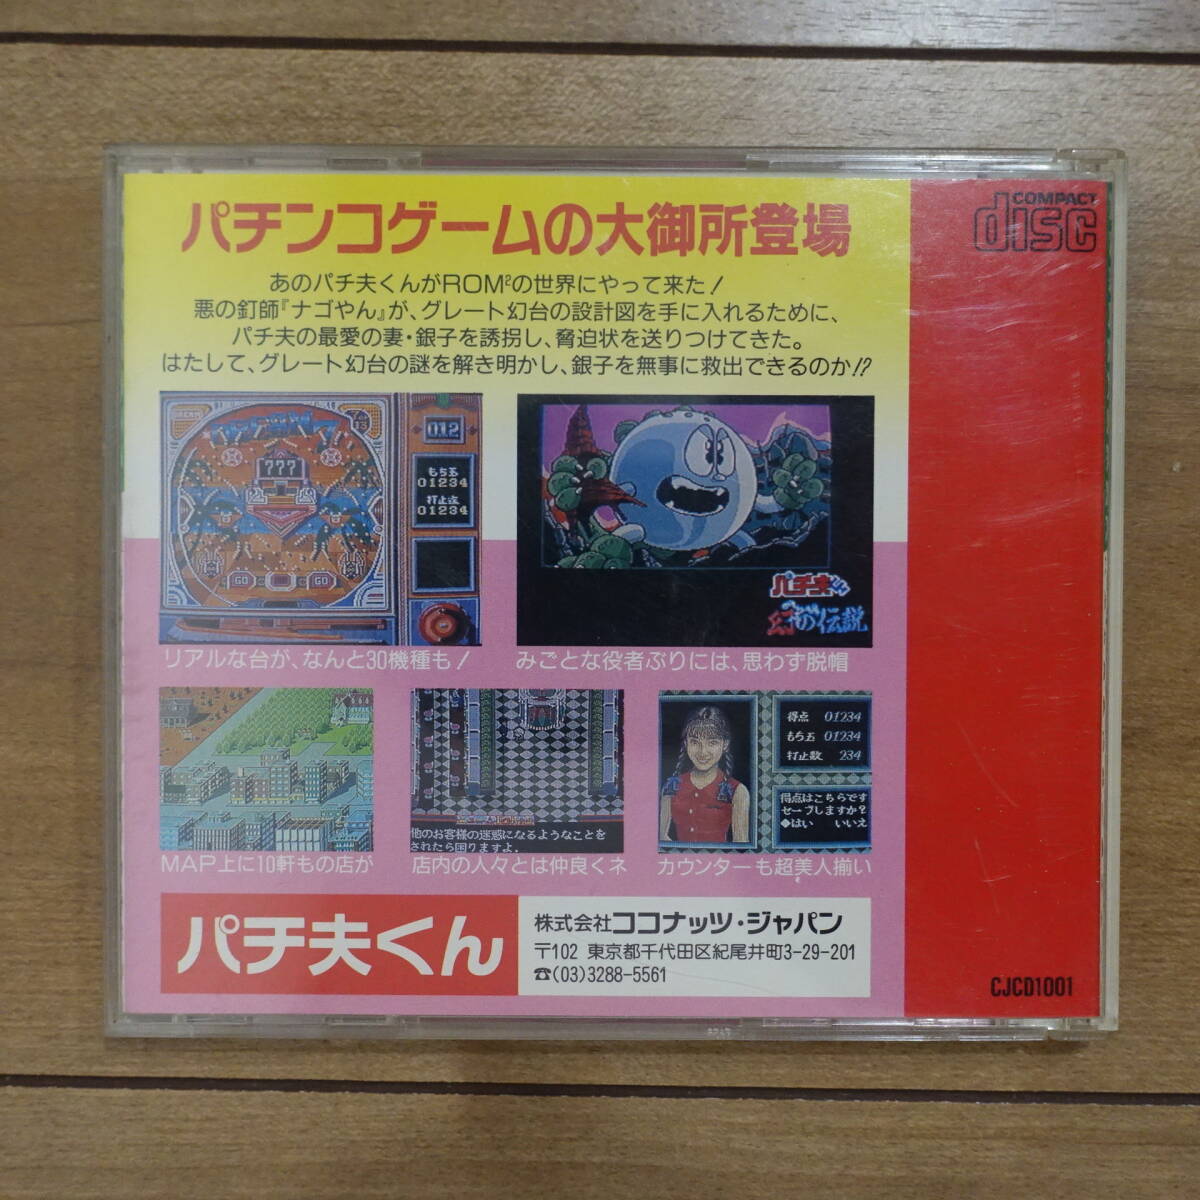 パチンコゲームの大御所登場
COMPACT
disc
あのパチ夫くんがROM²の世界にやって来た!
悪の釘師『ナゴやん』が、グレート幻台の設計図を手に入れるために、
パチ夫の最愛の妻・銀子を誘拐し、脅迫状を送りつけてきた。
はたして、グレート幻台の謎を解き明かし、銀子を無事に救出できるのか!?
DREAM
012
777
もち玉
01234
打止玉
01234
GO
GO
パチ夫くん
幻の伝説
リアルな台が、なんと30機種も!
みごとな役者ぶりには、思わず脱帽
他のお客様の迷惑になるようなことを
されたら困りますよ.
得点 01234
もち玉 01234
打止数 234
得点はこちらです
セーブしますか?
◆はい いいえ
MAP上に10軒もの店が
店内の人々とは仲良くネ
カウンターも超美人揃い
パチ夫くん
株式会社ココナッツ・ジャパン
〒102 東京都千代田区紀尾井町3-29-201
☎(03)3288-5561
CJCD1001